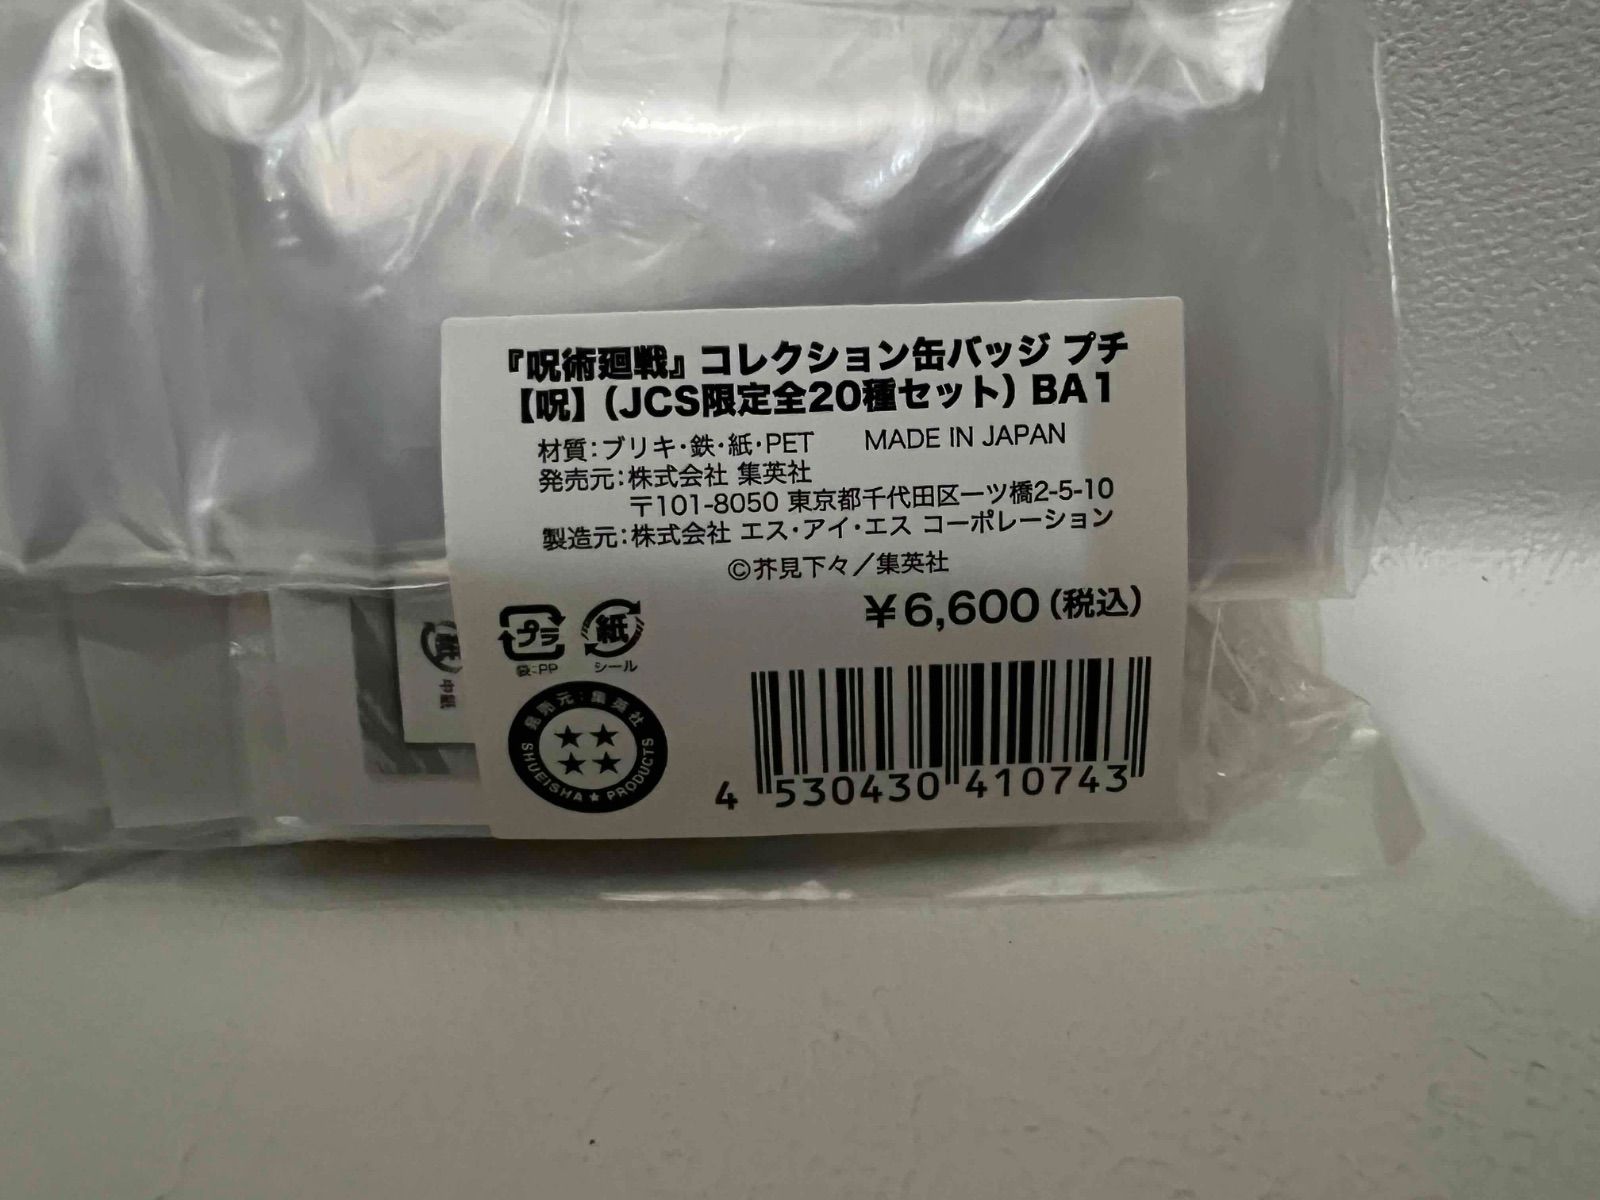 『呪術廻戦』コレクション缶バッジ プチ
【呪】（JCS限定全20種セット）BA1
材質：ブリキ・鉄・紙・PET MADE IN JAPAN
発売元：株式会社 集英社
〒101-8050 東京都千代田区一ツ橋2-5-10
製造元：株式会社 エス・アイ・エス コーポレーション
©芥見下々／集英社
¥6,600（税込）
プラ 紙
袋：PP シール
発売元：集英社
SHUEISHA ★ PRODUCTS
4 530430 410743